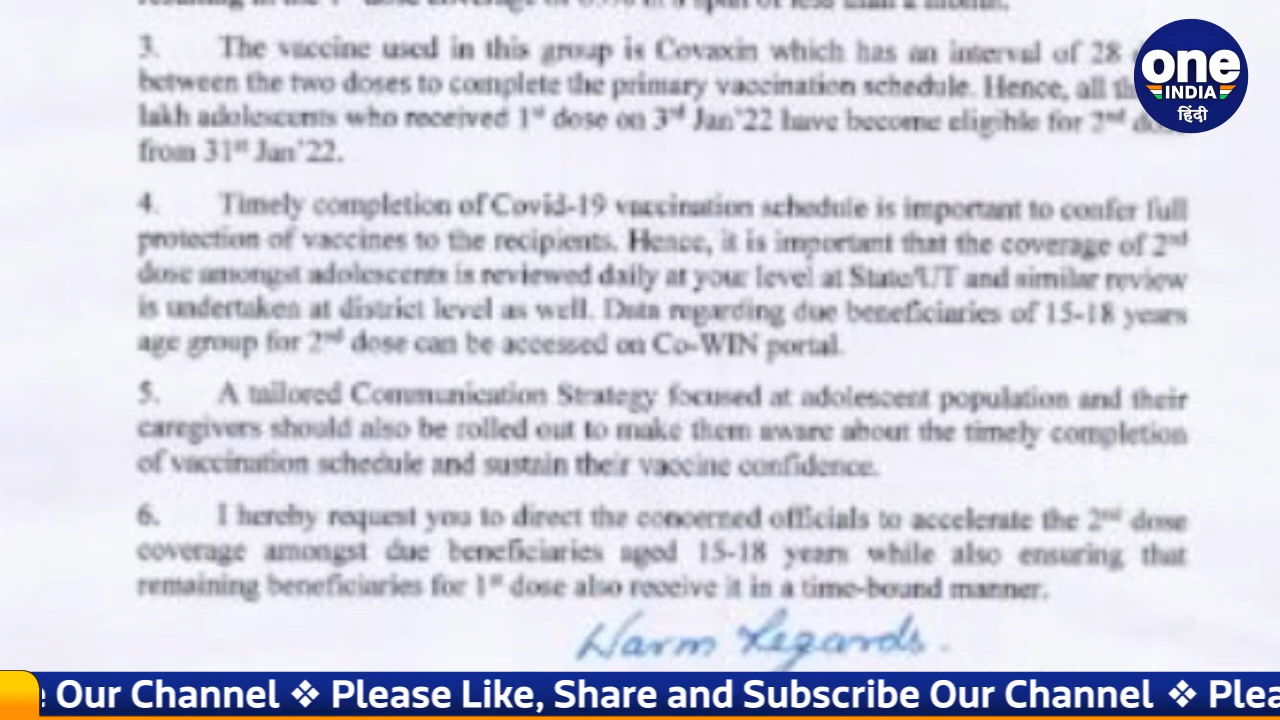 3. The vaccine used in this group is Covaxin which has an interval of 28
between the two doses to complete the primary vaccination schedule. Hence, all
lakh adolescents who received 1st dose on 3rd Jan'22 have become eligible for 2nd
from 31st Jan'22.
4. Timely completion of Covid-19 vaccination schedule is important to confer full
protection of vaccines to the recipients. Hence, it is important that the coverage of 2nd
dose amongst adolescents is reviewed daily at your level at State/UT and similar review
is undertaken at district level as well. Data regarding due beneficiaries of 15-18 years
age group for 2nd dose can be accessed on Co-WIN portal.
5. A tailored Communication Strategy focused at adolescent population and their
caregivers should also be rolled out to make them aware about the timely completion
of vaccination schedule and sustain their vaccine confidence.
6. I hereby request you to direct the concerned officials to accelerate the 2nd dose
coverage amongst due beneficiaries aged 15-18 years while also ensuring that
remaining beneficiaries for 1st dose also receive it in a time-bound manner.
Warm Regards.
one
INDIA
हिंदी
Our Channel ❖ Please Like, Share and Subscribe Our Channel ❖ Plea